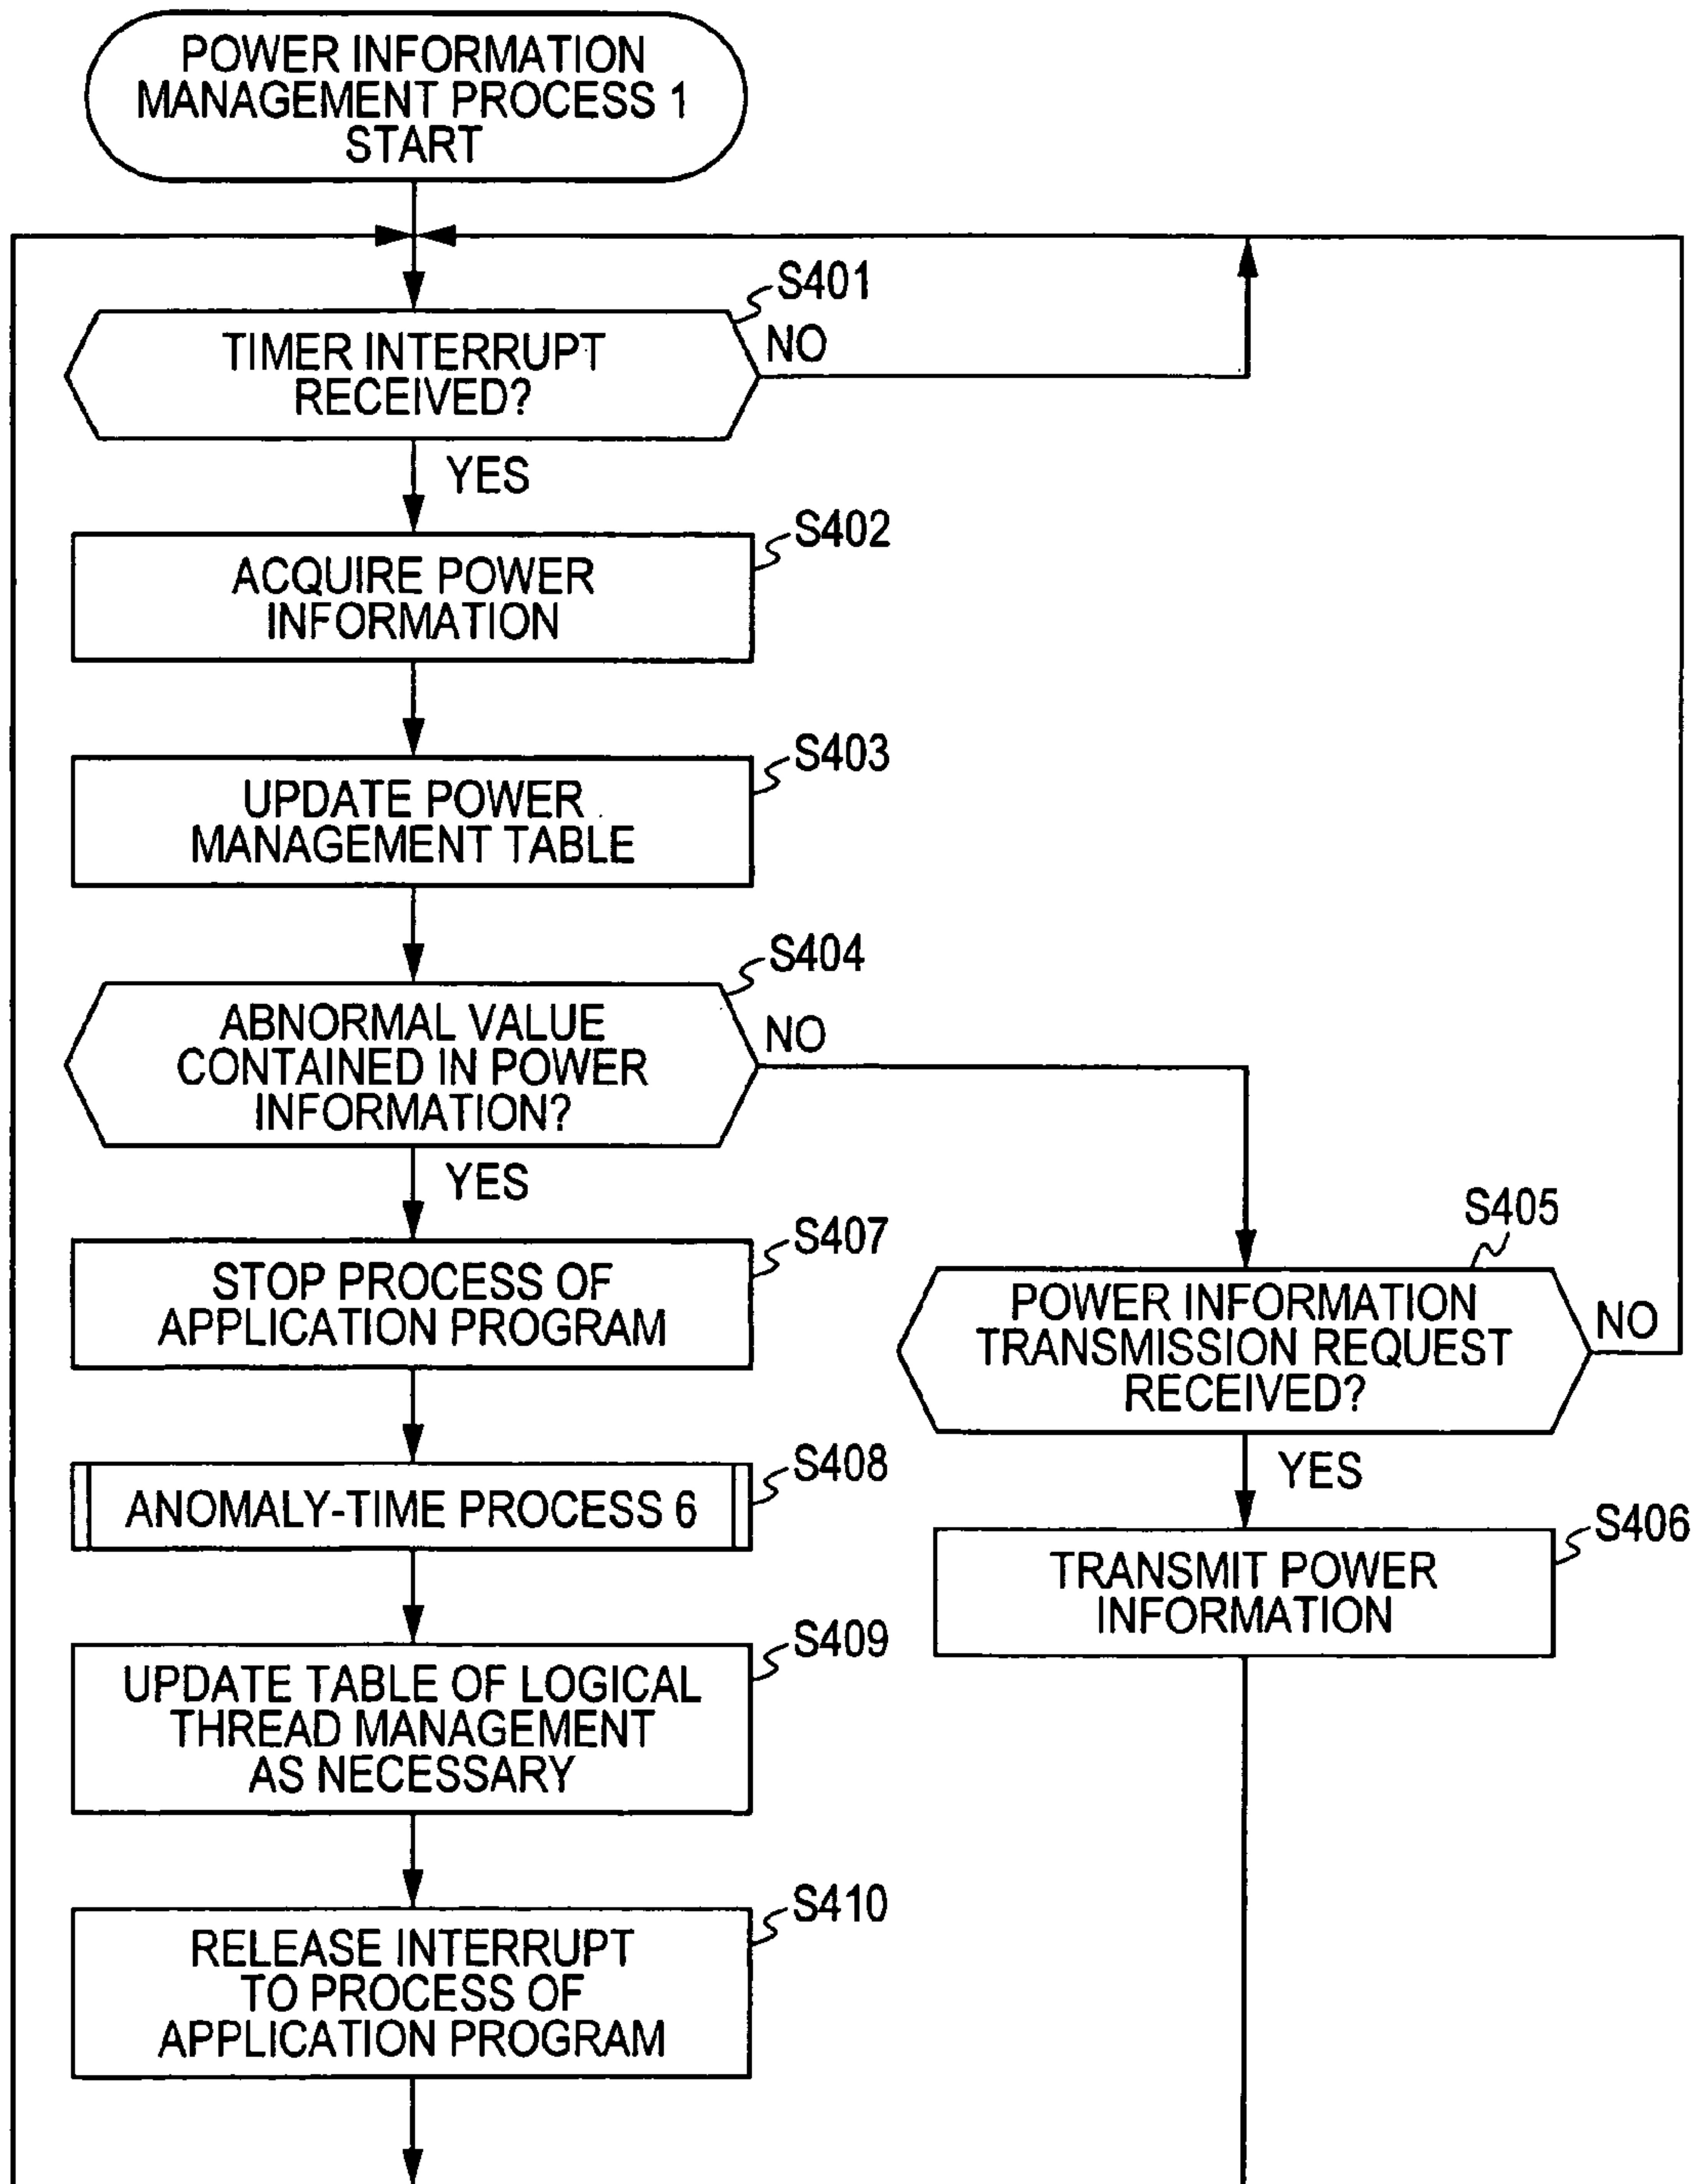 POWER INFORMATION
MANAGEMENT PROCESS 1
START
S401
TIMER INTERRUPT
RECEIVED?
NO
YES
S402
ACQUIRE POWER
INFORMATION
S403
UPDATE POWER
MANAGEMENT TABLE
S404
ABNORMAL VALUE
CONTAINED IN POWER
INFORMATION?
NO
YES
S407
STOP PROCESS OF
APPLICATION PROGRAM
S405
POWER INFORMATION
TRANSMISSION REQUEST
RECEIVED?
NO
YES
S408
ANOMALY-TIME PROCESS 6
S406
TRANSMIT POWER
INFORMATION
S409
UPDATE TABLE OF LOGICAL
THREAD MANAGEMENT
AS NECESSARY
S410
RELEASE INTERRUPT
TO PROCESS OF
APPLICATION PROGRAM